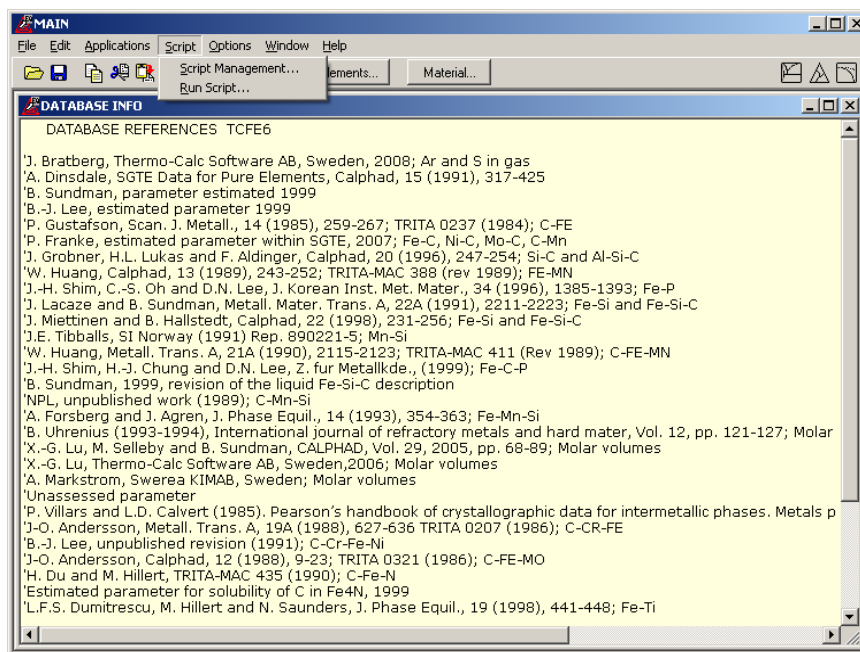 MAIN
File Edit Applications Script Options Window Help
Script Management...
Run Script...
Material...
DATABASE INFO
DATABASE REFERENCES TCFE6
'J. Bratberg, Thermo-Calc Software AB, Sweden, 2008; Ar and S in gas
'A. Dinsdale, SGTE Data for Pure Elements, Calphad, 15 (1991), 317-425
'B. Sundman, parameter estimated 1999
'B.-J. Lee, estimated parameter 1999
'P. Gustafson, Scan. J. Metall., 14 (1985), 259-267; TRITA 0237 (1984); C-FE
'P. Franke, estimated parameter within SGTE, 2007; Fe-C, Ni-C, Mo-C, C-Mn
'J. Grobner, H.L. Lukas and F. Aldinger, Calphad, 20 (1996), 247-254; Si-C and Al-Si-C
'W. Huang, Calphad, 13 (1989), 243-252; TRITA-MAC 388 (rev 1989); FE-MN
'J.-H. Shim, C.-S. Oh and D.N. Lee, J. Korean Inst. Met. Mater., 34 (1996), 1385-1393; Fe-P
'J. Lacaze and B. Sundman, Metall. Mater. Trans. A, 22A (1991), 2211-2223; Fe-Si and Fe-Si-C
'J. Miettinen and B. Hallstedt, Calphad, 22 (1998), 231-256; Fe-Si and Fe-Si-C
'J.E. Tibballs, SI Norway (1991) Rep. 890221-5; Mn-Si
'W. Huang, Metall. Trans. A, 21A (1990), 2115-2123; TRITA-MAC 411 (Rev 1989); C-FE-MN
'J.-H. Shim, H.-J. Chung and D.N. Lee, Z. fur Metallkde., (1999); Fe-C-P
'B. Sundman, 1999, revision of the liquid Fe-Si-C description
'NPL, unpublished work (1989); C-Mn-Si
'A. Forsberg and J. Agren, J. Phase Equil., 14 (1993), 354-363; Fe-Mn-Si
'B. Uhrenius (1993-1994), International journal of refractory metals and hard mater, Vol. 12, pp. 121-127; Molar
'X.-G. Lu, M. Selleby and B. Sundman, CALPHAD, Vol. 29, 2005, pp. 68-89; Molar volumes
'X.-G. Lu, Thermo-Calc Software AB, Sweden,2006; Molar volumes
'A. Markstrom, Swerea KIMAB, Sweden; Molar volumes
'Unassessed parameter
'P. Villars and L.D. Calvert (1985). Pearson's handbook of crystallographic data for intermetallic phases. Metals p
'J-O. Andersson, Metall. Trans. A, 19A (1988), 627-636 TRITA 0207 (1986); C-CR-FE
'B.-J. Lee, unpublished revision (1991); C-Cr-Fe-Ni
'J-O. Andersson, Calphad, 12 (1988), 9-23; TRITA 0321 (1986); C-FE-MO
'H. Du and M. Hillert, TRITA-MAC 435 (1990); C-Fe-N
'Estimated parameter for solubility of C in Fe4N, 1999
'L.F.S. Dumitrescu, M. Hillert and N. Saunders, J. Phase Equil., 19 (1998), 441-448; Fe-Ti